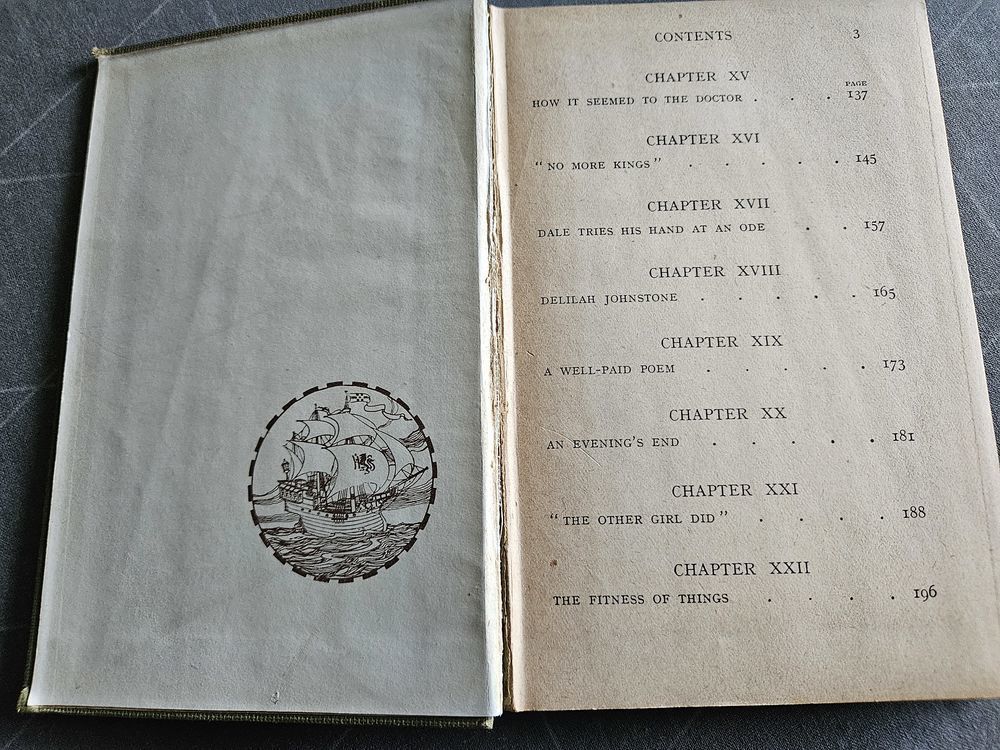 CONTENTS 3
CHAPTER XV
PAGE
HOW IT SEEMED TO THE DOCTOR . . . 137
CHAPTER XVI
“NO MORE KINGS” . . . . . 145
CHAPTER XVII
DALE TRIES HIS HAND AT AN ODE . . 157
CHAPTER XVIII
DELILAH JOHNSTONE . . . . . 165
CHAPTER XIX
A WELL-PAID POEM . . . . . 173
CHAPTER XX
AN EVENING’S END . . . . . 181
CHAPTER XXI
“THE OTHER GIRL DID” . . . . 188
CHAPTER XXII
THE FITNESS OF THINGS . . . . 196